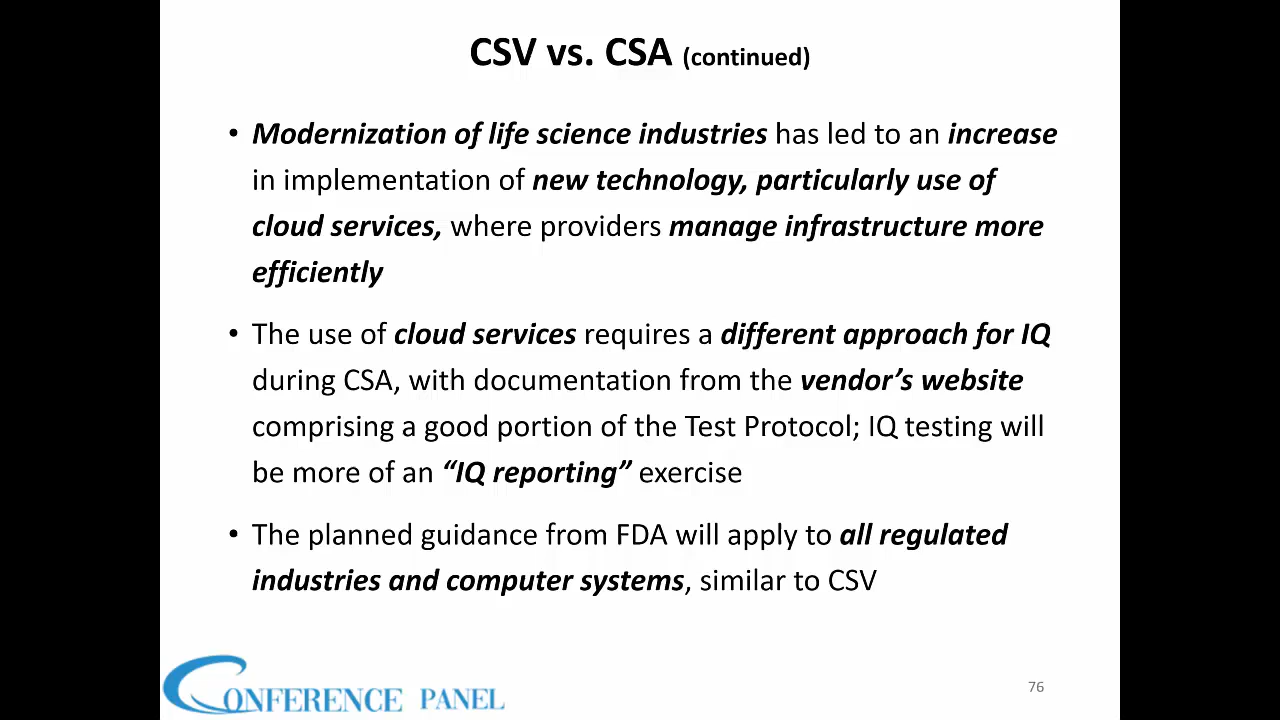 CSV vs. CSA (continued)
• Modernization of life science industries has led to an increase
in implementation of new technology, particularly use of
cloud services, where providers manage infrastructure more
efficiently
• The use of cloud services requires a different approach for IQ
during CSA, with documentation from the vendor’s website
comprising a good portion of the Test Protocol; IQ testing will
be more of an “IQ reporting” exercise
• The planned guidance from FDA will apply to all regulated
industries and computer systems, similar to CSV
CONFERENCE PANEL
76